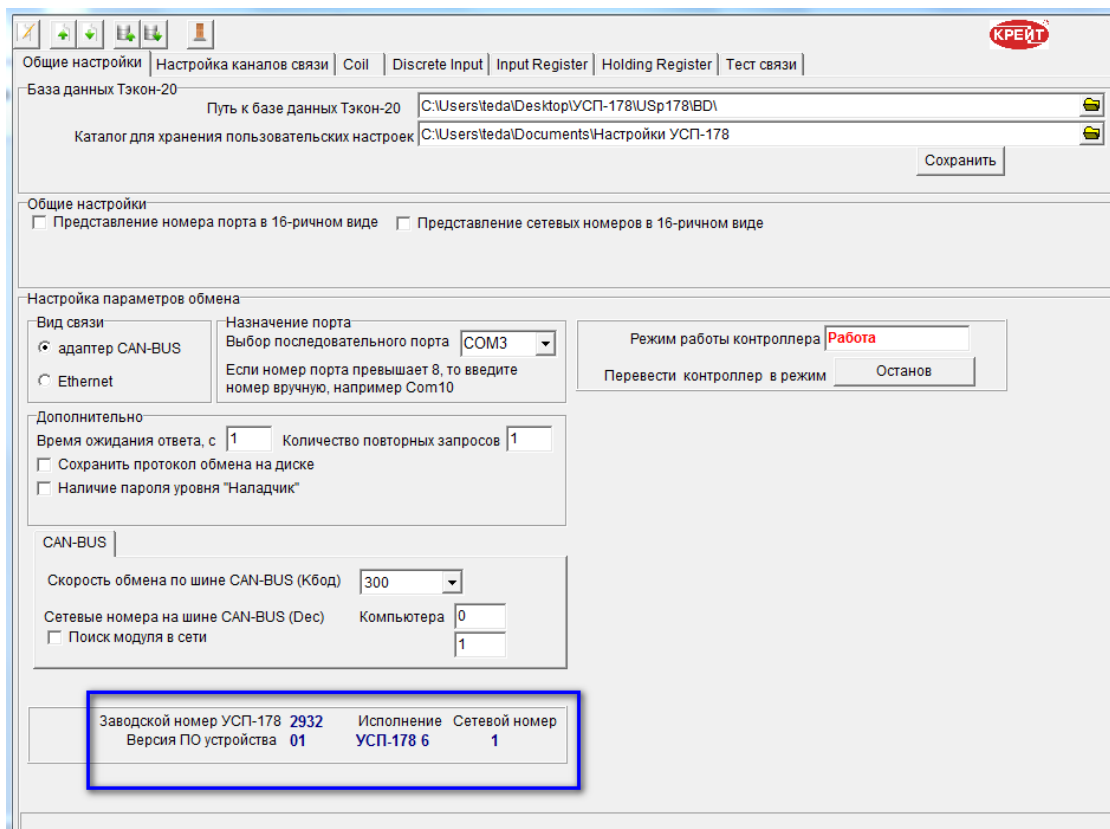 КРЕЙТ
Общие настройки Настройка каналов связи Coil Discrete Input Input Register Holding Register Тест связи
База данных Тэкон-20
Путь к базе данных Тэкон-20 C:\Users\teda\Desktop\УСП-178\USp178\BD\
Каталог для хранения пользовательских настроек C:\Users\teda\Documents\Настройки УСП-178
Сохранить
Общие настройки
Представление номера порта в 16-ричном виде Представление сетевых номеров в 16-ричном виде
Настройка параметров обмена
Вид связи
адаптер CAN-BUS
Ethernet
Назначение порта
Выбор последовательного порта COM3
Если номер порта превышает 8, то введите
номер вручную, например Com10
Режим работы контроллера Работа
Перевести контроллер в режим Останов
Дополнительно
Время ожидания ответа, с 1 Количество повторных запросов 1
Сохранить протокол обмена на диске
Наличие пароля уровня "Наладчик"
CAN-BUS
Скорость обмена по шине CAN-BUS (Кбод) 300
Сетевые номера на шине CAN-BUS (Dec) Компьютера 0
Поиск модуля в сети 1
Заводской номер УСП-178 2932 Исполнение Сетевой номер
Версия ПО устройства 01 УСП-178 6 1